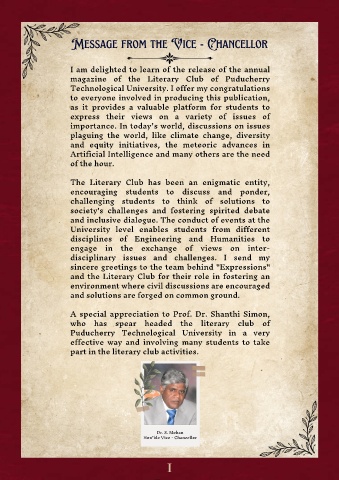 Message from the Vice - Chancellor
I am delighted to learn of the release of the annual
magazine of the Literary Club of Puducherry
Technological University. I offer my congratulations
to everyone involved in producing this publication,
as it provides a valuable platform for students to
express their views on a variety of issues of
importance. In today's world, discussions on issues
plaguing the world, like climate change, diversity
and equity initiatives, the meteoric advances in
Artificial Intelligence and many others are the need
of the hour.
The Literary Club has been an enigmatic entity,
encouraging students to discuss and ponder,
challenging students to think of solutions to
society's challenges and fostering spirited debate
and inclusive dialogue. The conduct of events at the
University level enables students from different
disciplines of Engineering and Humanities to
engage in the exchange of views on inter-
disciplinary issues and challenges. I send my
sincere greetings to the team behind "Expressions"
and the Literary Club for their role in fostering an
environment where civil discussions are encouraged
and solutions are forged on common ground.
A special appreciation to Prof. Dr. Shanthi Simon,
who has spear headed the literary club of
Puducherry Technological University in a very
effective way and involving many students to take
part in the literary club activities.
Dr. S. Mohan
Hon'ble Vice - Chancellor
I